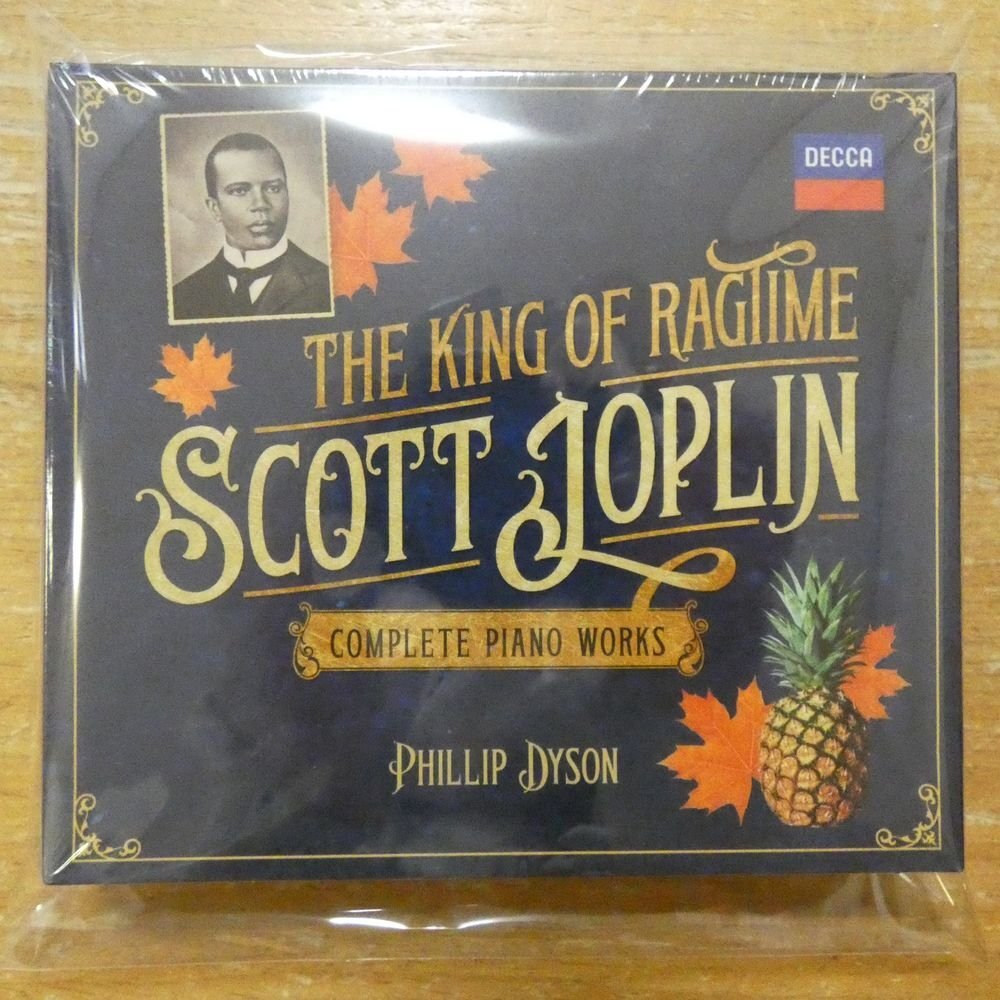 DECCA
THE KING OF RAGTIME
SCOTT JOPLIN
COMPLETE PIANO WORKS
PHILLIP DYSON